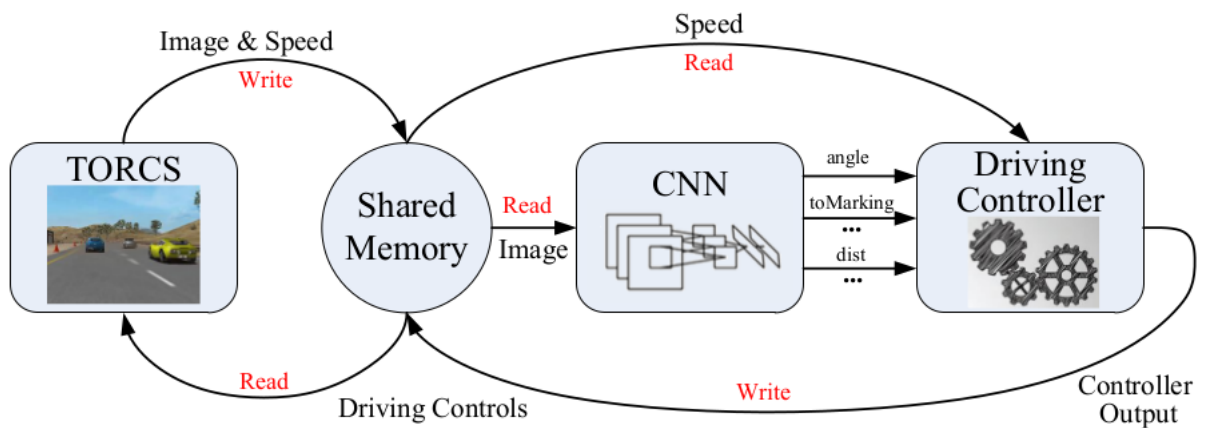 Image & Speed
Write
Speed
Read
TORCS
Shared
Memory
Read
Image
CNN
angle
toMarking
...
dist
...
Driving
Controller
Read
Driving Controls
Write
Controller
Output